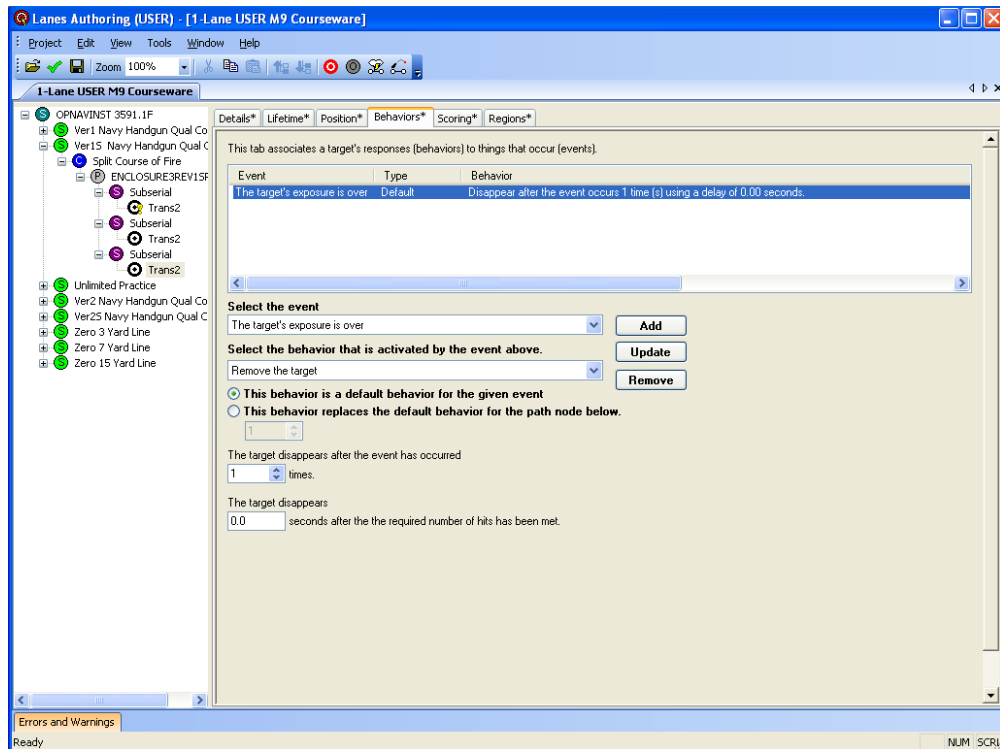 Lanes Authoring (USER) - [1-Lane USER M9 Courseware]
Project Edit View Tools Window Help
Zoom 100%
1-Lane USER M9 Courseware
OPNAVINST 3591.1F
Ver1 Navy Handgun Qual Co
Ver1S Navy Handgun Qual C
Split Course of Fire
ENCLOSURE3REV1SF
Subserial
Trans2
Subserial
Trans2
Subserial
Trans2
Unlimited Practice
Ver2 Navy Handgun Qual Co
Ver2S Navy Handgun Qual C
Zero 3 Yard Line
Zero 7 Yard Line
Zero 15 Yard Line
Details* Lifetime* Position* Behaviors* Scoring* Regions*
This tab associates a target's responses (behaviors) to things that occur (events).
Event Type Behavior
The target's exposure is over Default Disappear after the event occurs 1 time (s) using a delay of 0.00 seconds.
Select the event
The target's exposure is over Add
Select the behavior that is activated by the event above. Update
Remove the target Remove
This behavior is a default behavior for the given event
This behavior replaces the default behavior for the path node below.
1
The target disappears after the event has occurred
1 times.
The target disappears
0.0 seconds after the the required number of hits has been met.
Errors and Warnings
Ready NUM SCRL